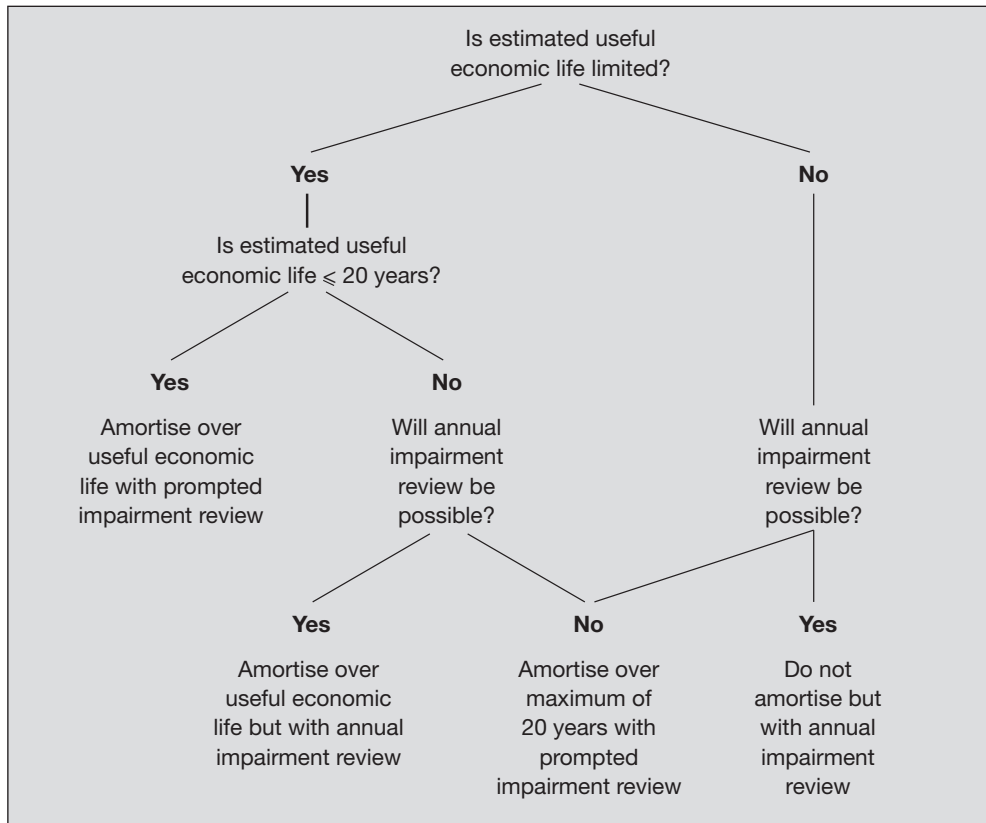 Is estimated useful
economic life limited?
Yes
No
Is estimated useful
economic life ⩽ 20 years?
Yes
No
Amortise over
useful economic
life with prompted
impairment review
Will annual
impairment
review be
possible?
Will annual
impairment
review be
possible?
Yes
No
Yes
Amortise over
useful economic
life but with annual
impairment review
Amortise over
maximum of
20 years with
prompted
impairment review
Do not
amortise but
with annual
impairment
review